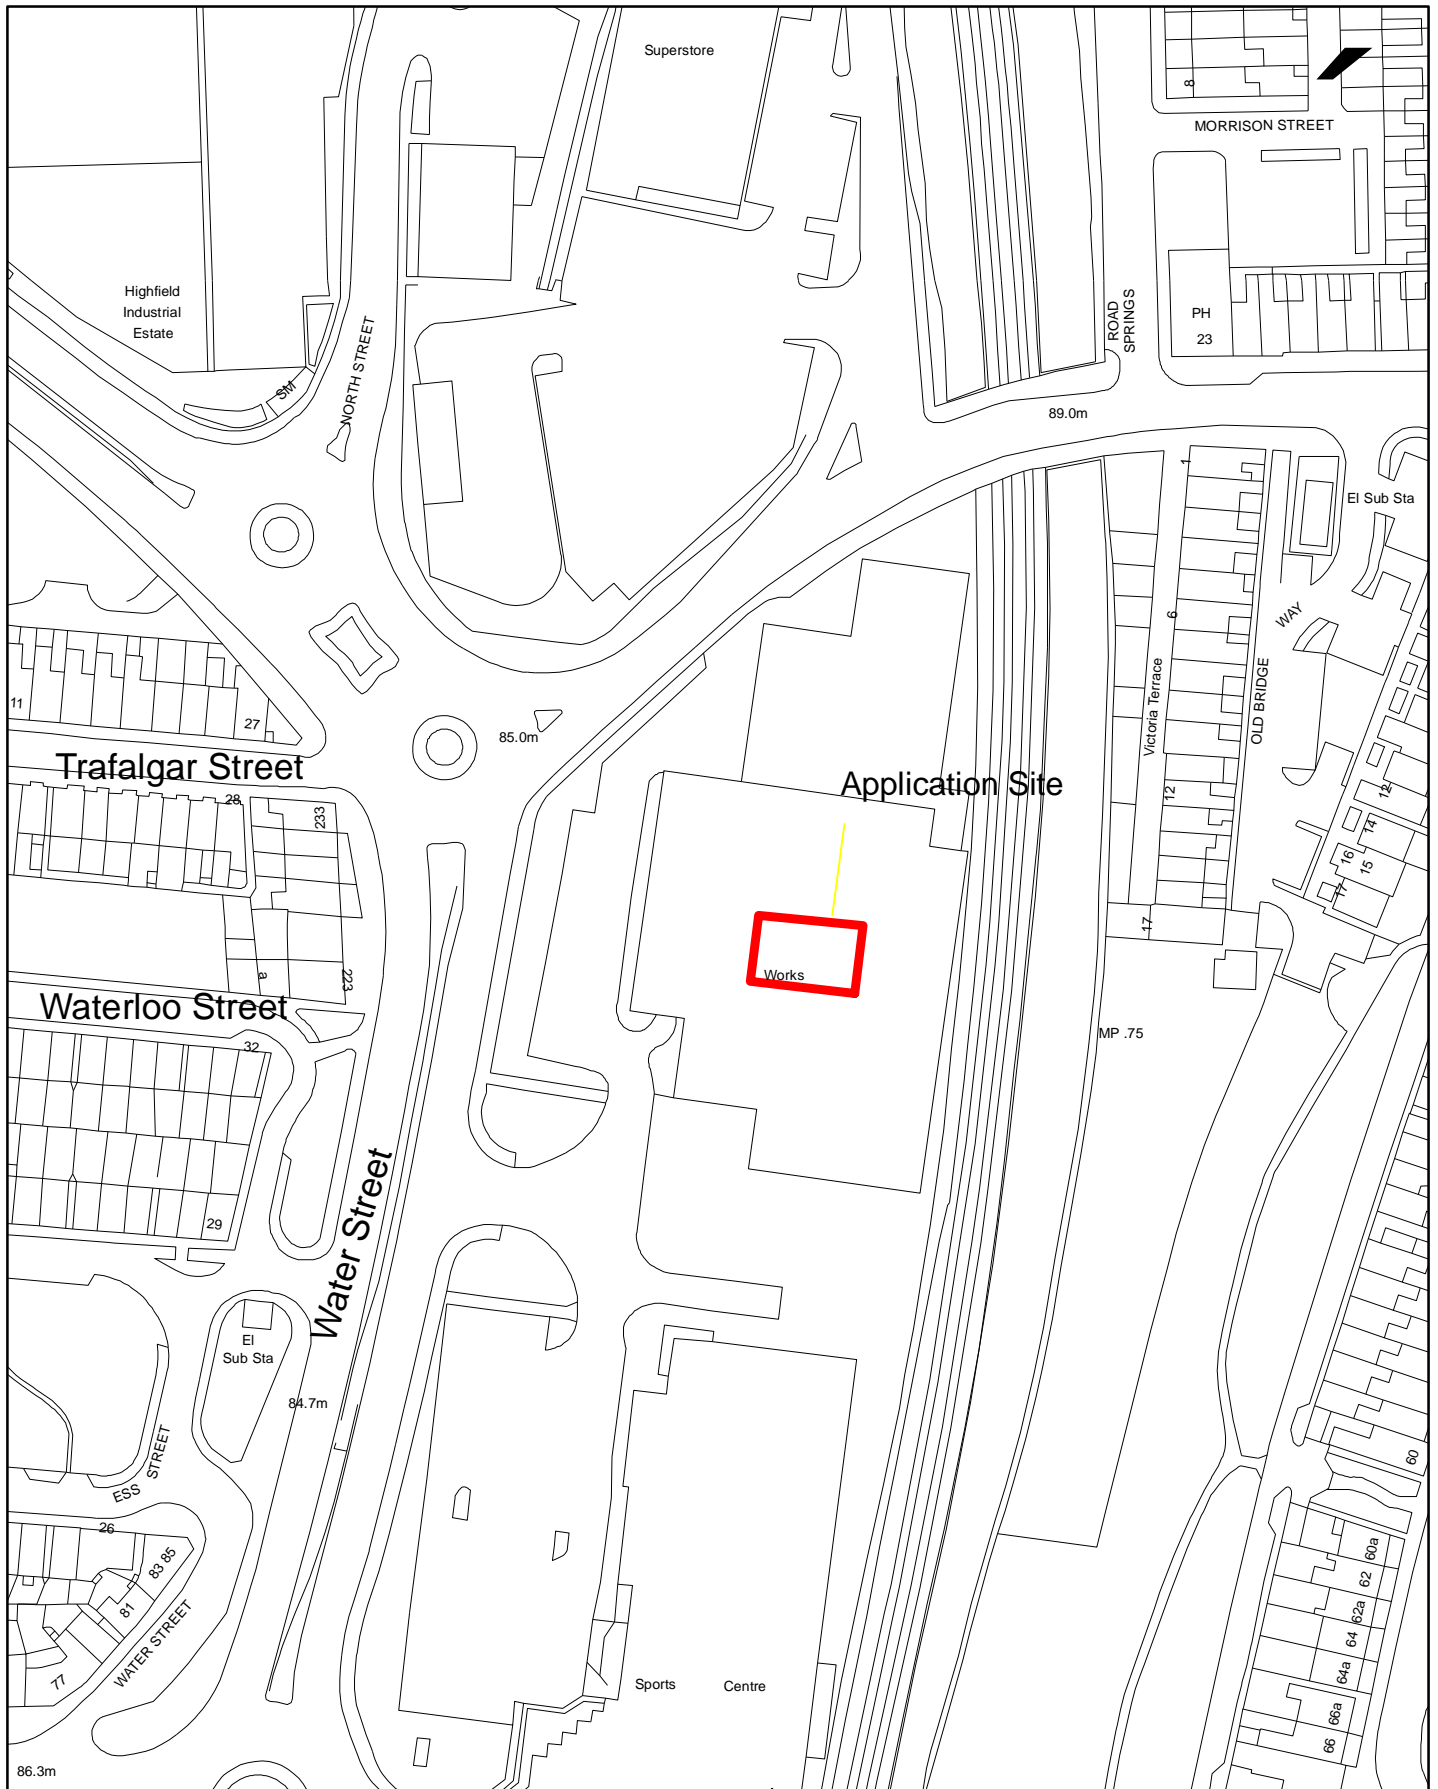 Superstore
8
MORRISON STREET
Highfield
Industrial
Estate
ROAD
SPRINGS
PH
23
SM
NORTH STREET
89.0m
1
El Sub Sta
6
WAY
Victoria Terrace
OLD BRIDGE
11
27
85.0m
Trafalgar Street
Application Site
28
233
12
12
14
16
15
17
17
Works
a
223
Waterloo Street
32
MP .75
29
Water Street
El
Sub Sta
84.7m
STREET
ESS
60
26
83 85
81
77
WATER STREET
60a
62
62a
64
64a
66a
66
Sports Centre
86.3m